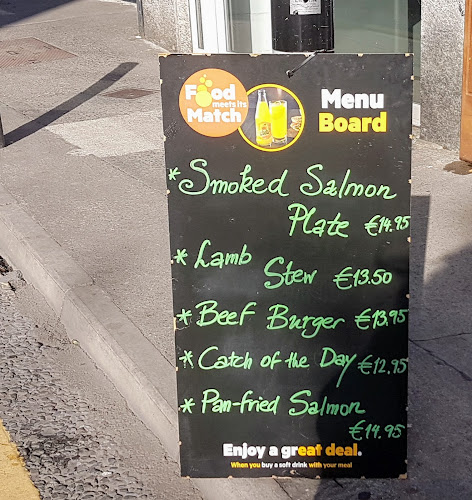 Food
meets its
Match
Menu
Board
*Smoked Salmon
Plate €14.95
*Lamb
Stew €13.50
*Beef Burger €13.95
*Catch of the Day €12.95
*Pan-fried Salmon
€14.95
Enjoy a great deal.
When you buy a soft drink with your meal